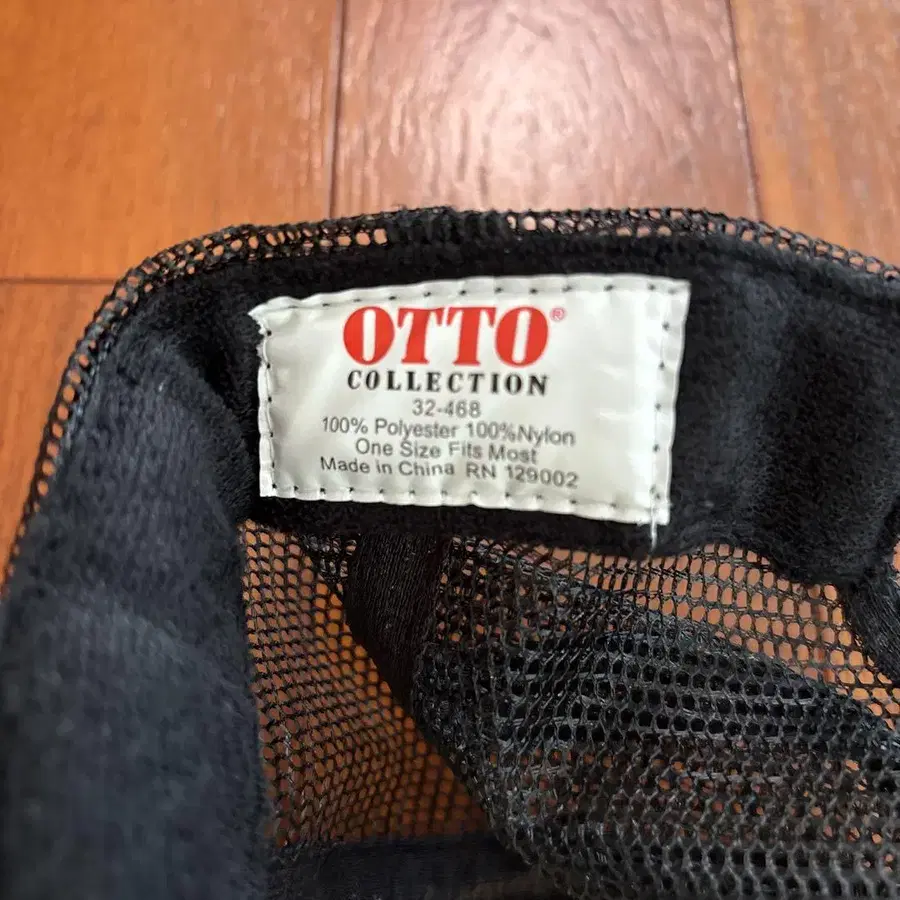 OTTO®
COLLECTION
32-468
100% Polyester 100%Nylon
One Size Fits Most
Made in China RN 129002